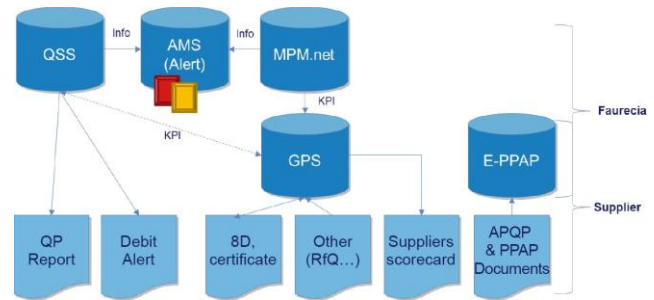 QSS
Info
AMS
(Alert)
Info
MPM.net
KPI
KPI
GPS
E-PPAP
Faurecia
Supplier
QP
Report
Debit
Alert
8D,
certificate
Other
(RfQ...)
Suppliers
scorecard
APQP
& PPAP
Documents